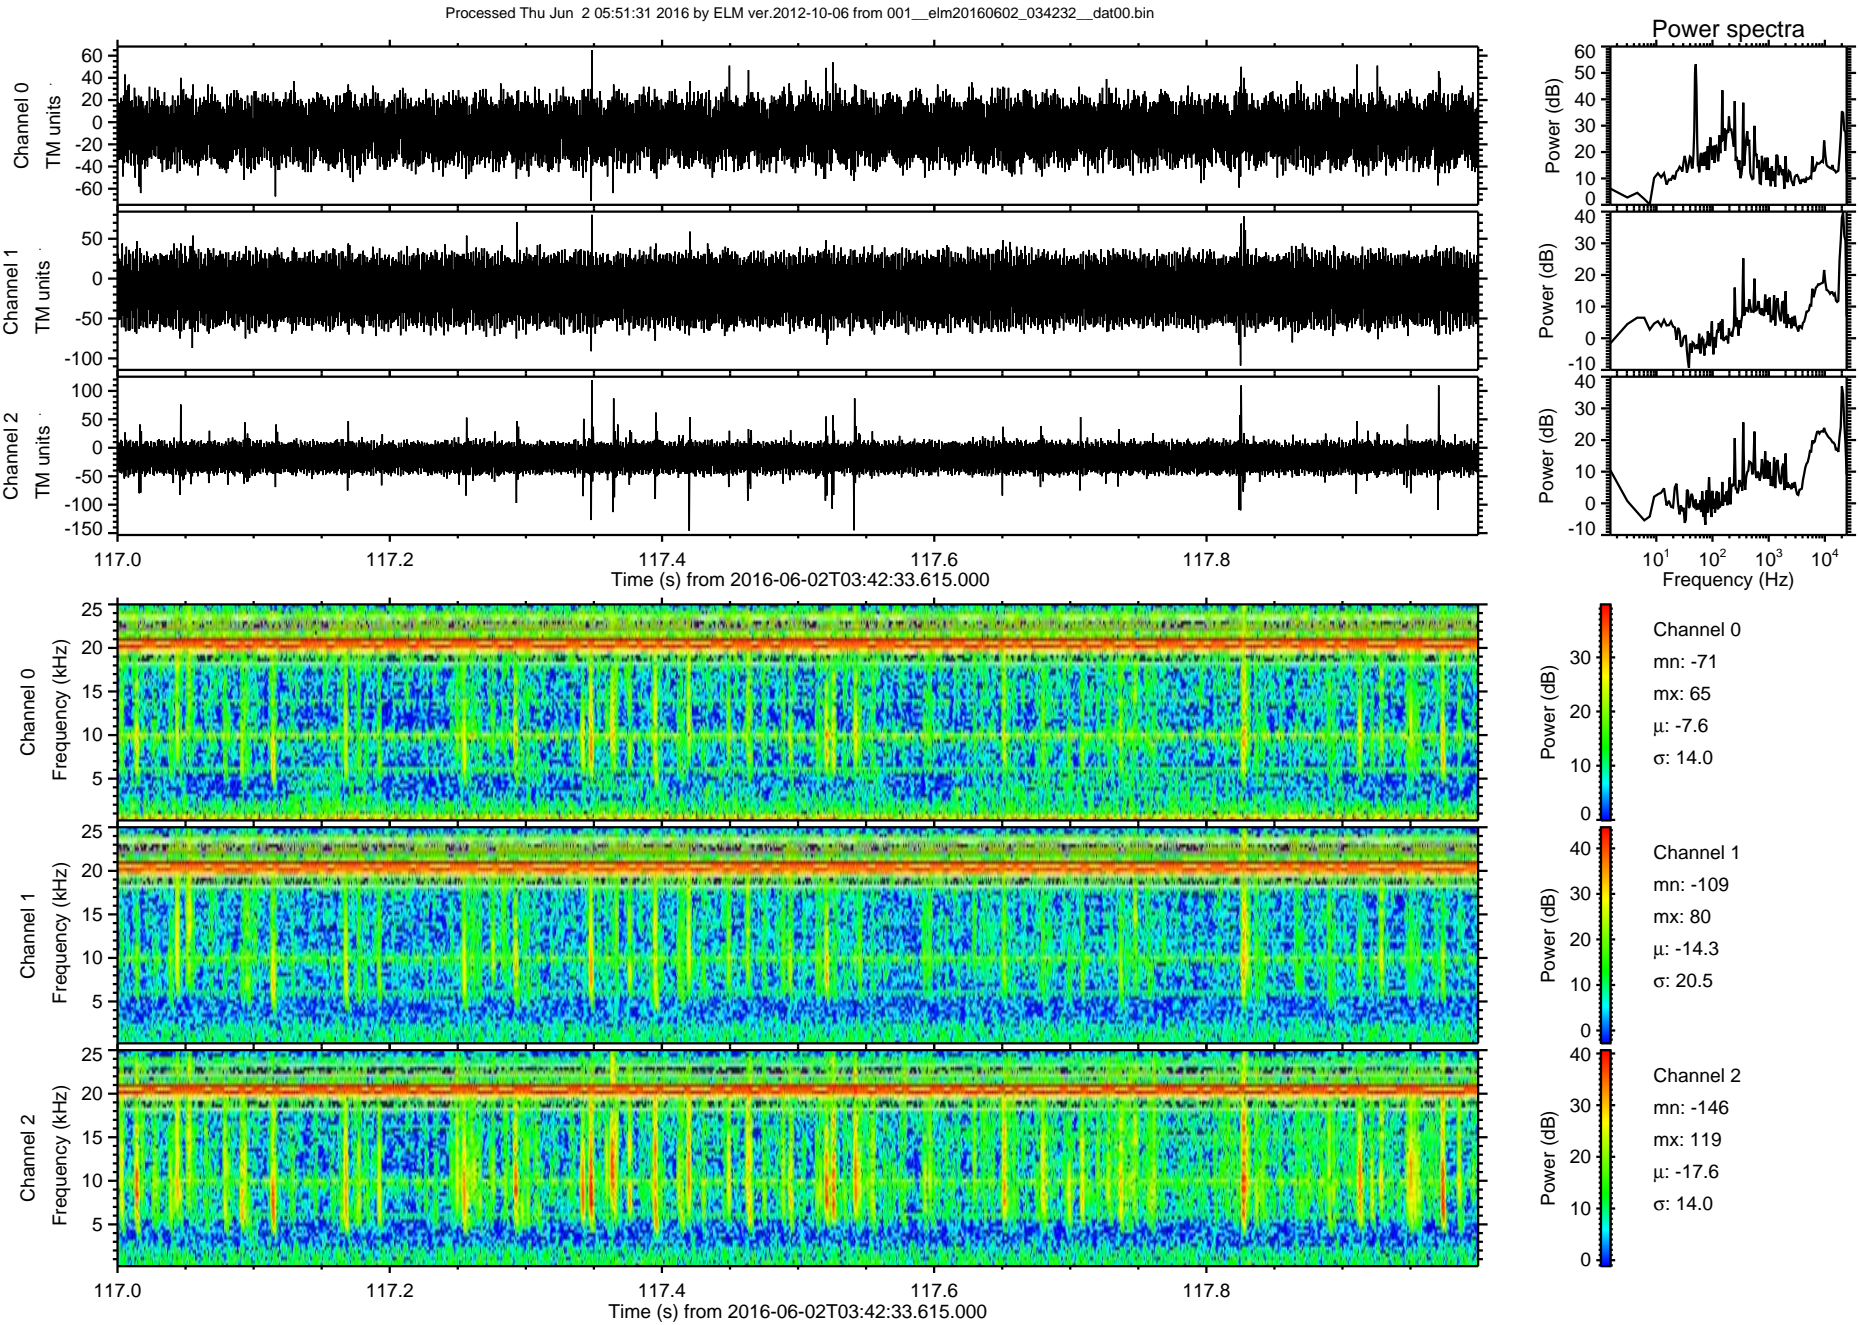 Processed Thu Jun  2 05:51:31 2016 by ELM ver.2012-10-06 from 001__elm20160602_034232__dat00.bin
Power spectra
Channel 0
TM units
60
40
20
0
-20
-40
-60
Power (dB)
60
50
40
30
20
10
0
Channel 1
TM units
50
0
-50
-100
Power (dB)
40
30
20
10
0
-10
Channel 2
TM units
100
50
0
-50
-100
-150
Power (dB)
40
30
20
10
0
-10
117.0 117.2 117.4 117.6 117.8
Time (s) from 2016-06-02T03:42:33.615.000
10^1 10^2 10^3 10^4
Frequency (Hz)
Channel 0
Frequency (kHz)
25
20
15
10
5
Power (dB)
30
20
10
0
Channel 0
mn: -71
mx: 65
μ: -7.6
σ: 14.0
Channel 1
Frequency (kHz)
25
20
15
10
5
Power (dB)
40
30
20
10
0
Channel 1
mn: -109
mx: 80
μ: -14.3
σ: 20.5
Channel 2
Frequency (kHz)
25
20
15
10
5
Power (dB)
40
30
20
10
0
Channel 2
mn: -146
mx: 119
μ: -17.6
σ: 14.0
117.0 117.2 117.4 117.6 117.8
Time (s) from 2016-06-02T03:42:33.615.000